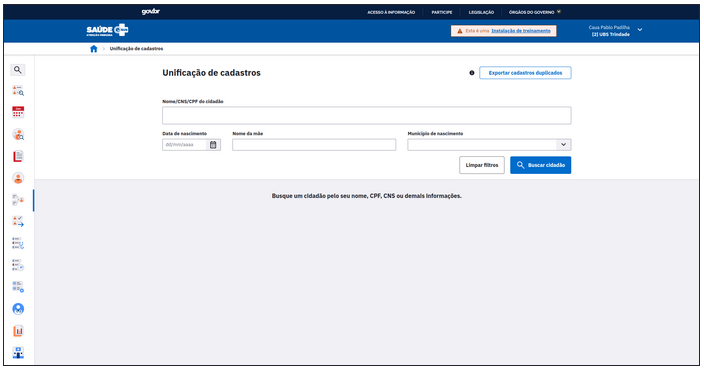 gov.br
ACESSO À INFORMAÇÃO PARTICIPE LEGISLAÇÃO ÓRGÃOS DO GOVERNO
e-SUS
SAÚDE
ATENÇÃO PRIMÁRIA
Esta é uma Instalação de treinamento
Caua Pablo Padilha
[2] UBS Trindade
Unificação de cadastros
Unificação de cadastros
Exportar cadastros duplicados
Nome/CNS/CPF do cidadão
Data de nascimento Nome da mãe Município de nascimento
dd/mm/aaaa
Limpar filtros Buscar cidadão
Busque um cidadão pelo seu nome, CPF, CNS ou demais informações.